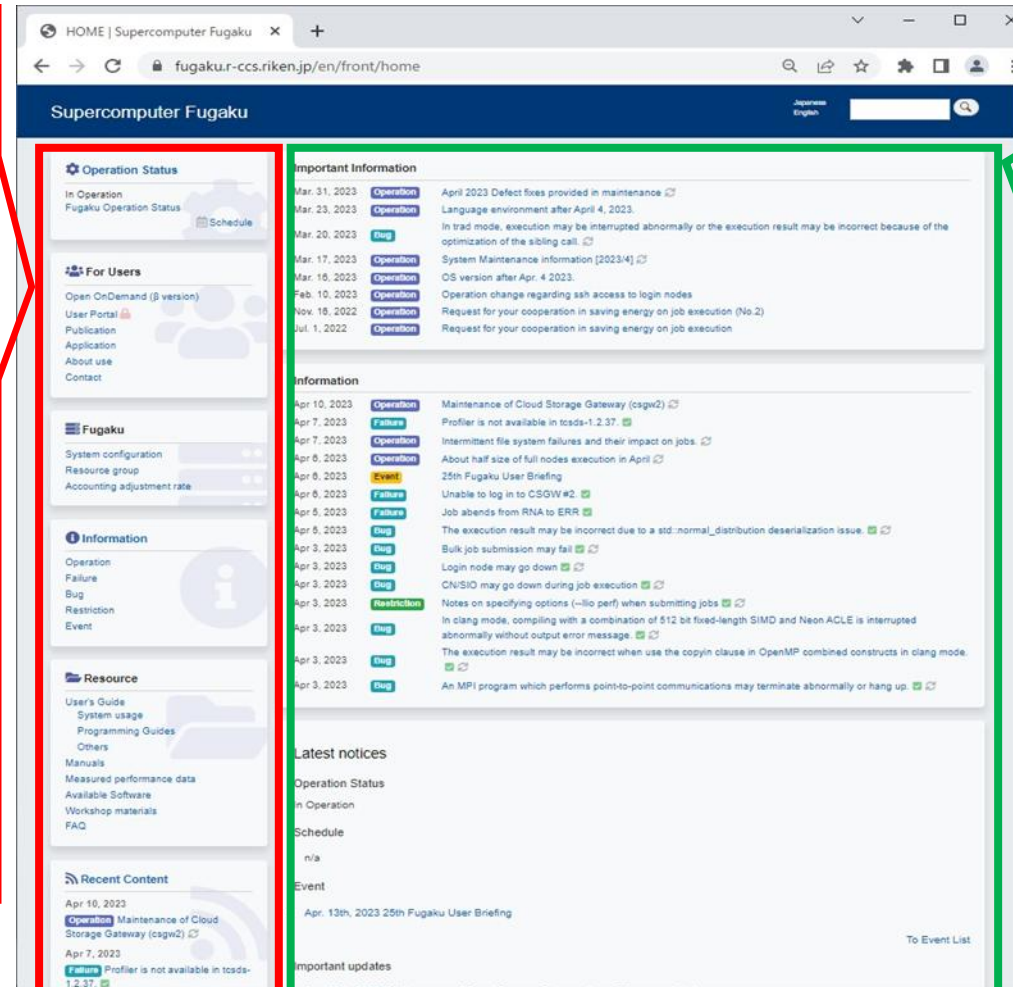 HOME | Supercomputer Fugaku
fugaku.r-ccs.riken.jp/en/front/home
Supercomputer Fugaku
Japanese
English
Operation Status
In Operation
Fugaku Operation Status
Schedule
For Users
Open OnDemand (β version)
User Portal
Publication
Application
About use
Contact
Fugaku
System configuration
Resource group
Accounting adjustment rate
Information
Operation
Failure
Bug
Restriction
Event
Resource
User's Guide
System usage
Programming Guides
Others
Manuals
Measured performance data
Available Software
Workshop materials
FAQ
Recent Content
Apr 10, 2023
Operation Maintenance of Cloud
Storage Gateway (csgw2)
Apr 7, 2023
Failure Profiler is not available in tcsds-
1.2.37.
Important Information
Mar. 31, 2023 Operation April 2023 Defect fixes provided in maintenance
Mar. 23, 2023 Operation Language environment after April 4, 2023.
Mar. 20, 2023 Bug In trad mode, execution may be interrupted abnormally or the execution result may be incorrect because of the
optimization of the sibling call.
Mar. 17, 2023 Operation System Maintenance information [2023/4]
Mar. 16, 2023 Operation OS version after Apr. 4 2023.
Feb. 10, 2023 Operation Operation change regarding ssh access to login nodes
Nov. 16, 2022 Operation Request for your cooperation in saving energy on job execution (No.2)
Jul. 1, 2022 Operation Request for your cooperation in saving energy on job execution
Information
Apr 10, 2023 Operation Maintenance of Cloud Storage Gateway (csgw2)
Apr 7, 2023 Failure Profiler is not available in tcsds-1.2.37.
Apr 7, 2023 Operation Intermittent file system failures and their impact on jobs.
Apr 6, 2023 Operation About half size of full nodes execution in April
Apr 6, 2023 Event 25th Fugaku User Briefing
Apr 6, 2023 Failure Unable to log in to CSGW #2.
Apr 5, 2023 Failure Job abends from RNA to ERR
Apr 5, 2023 Bug The execution result may be incorrect due to a std::normal_distribution deserialization issue.
Apr 3, 2023 Bug Bulk job submission may fail
Apr 3, 2023 Bug Login node may go down
Apr 3, 2023 Bug CN/SIO may go down during job execution
Apr 3, 2023 Restriction Notes on specifying options (--llio perf) when submitting jobs
Apr 3, 2023 Bug In clang mode, compiling with a combination of 512 bit fixed-length SIMD and Neon ACLE is interrupted
abnormally without output error message.
Apr 3, 2023 Bug The execution result may be incorrect when use the copyin clause in OpenMP combined constructs in clang mode.
Apr 3, 2023 Bug An MPI program which performs point-to-point communications may terminate abnormally or hang up.
Latest notices
Operation Status
In Operation
Schedule
n/a
Event
Apr. 13th, 2023 25th Fugaku User Briefing
To Event List
Important updates